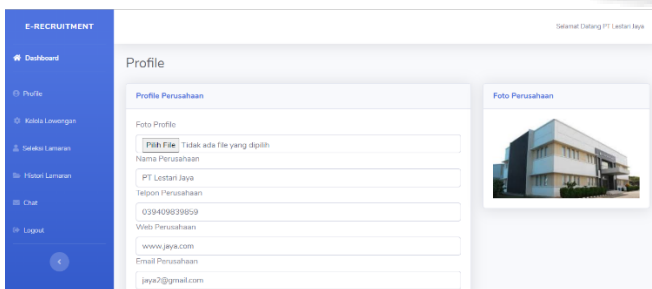 E-RECRUITMENT
Selamat Datang PT Lestari Jaya
Dashboard
Profile
Profile
Kelola Lowongan
Seleksi Lamaran
Histori Lamaran
Chat
Logout
Profile Perusahaan
Foto Profile
Pilih File Tidak ada file yang dipilih
Nama Perusahaan
PT Lestari Jaya
Telpon Perusahaan
039409839859
Web Perusahaan
www.jaya.com
Email Perusahaan
jaya2@gmail.com
Foto Perusahaan